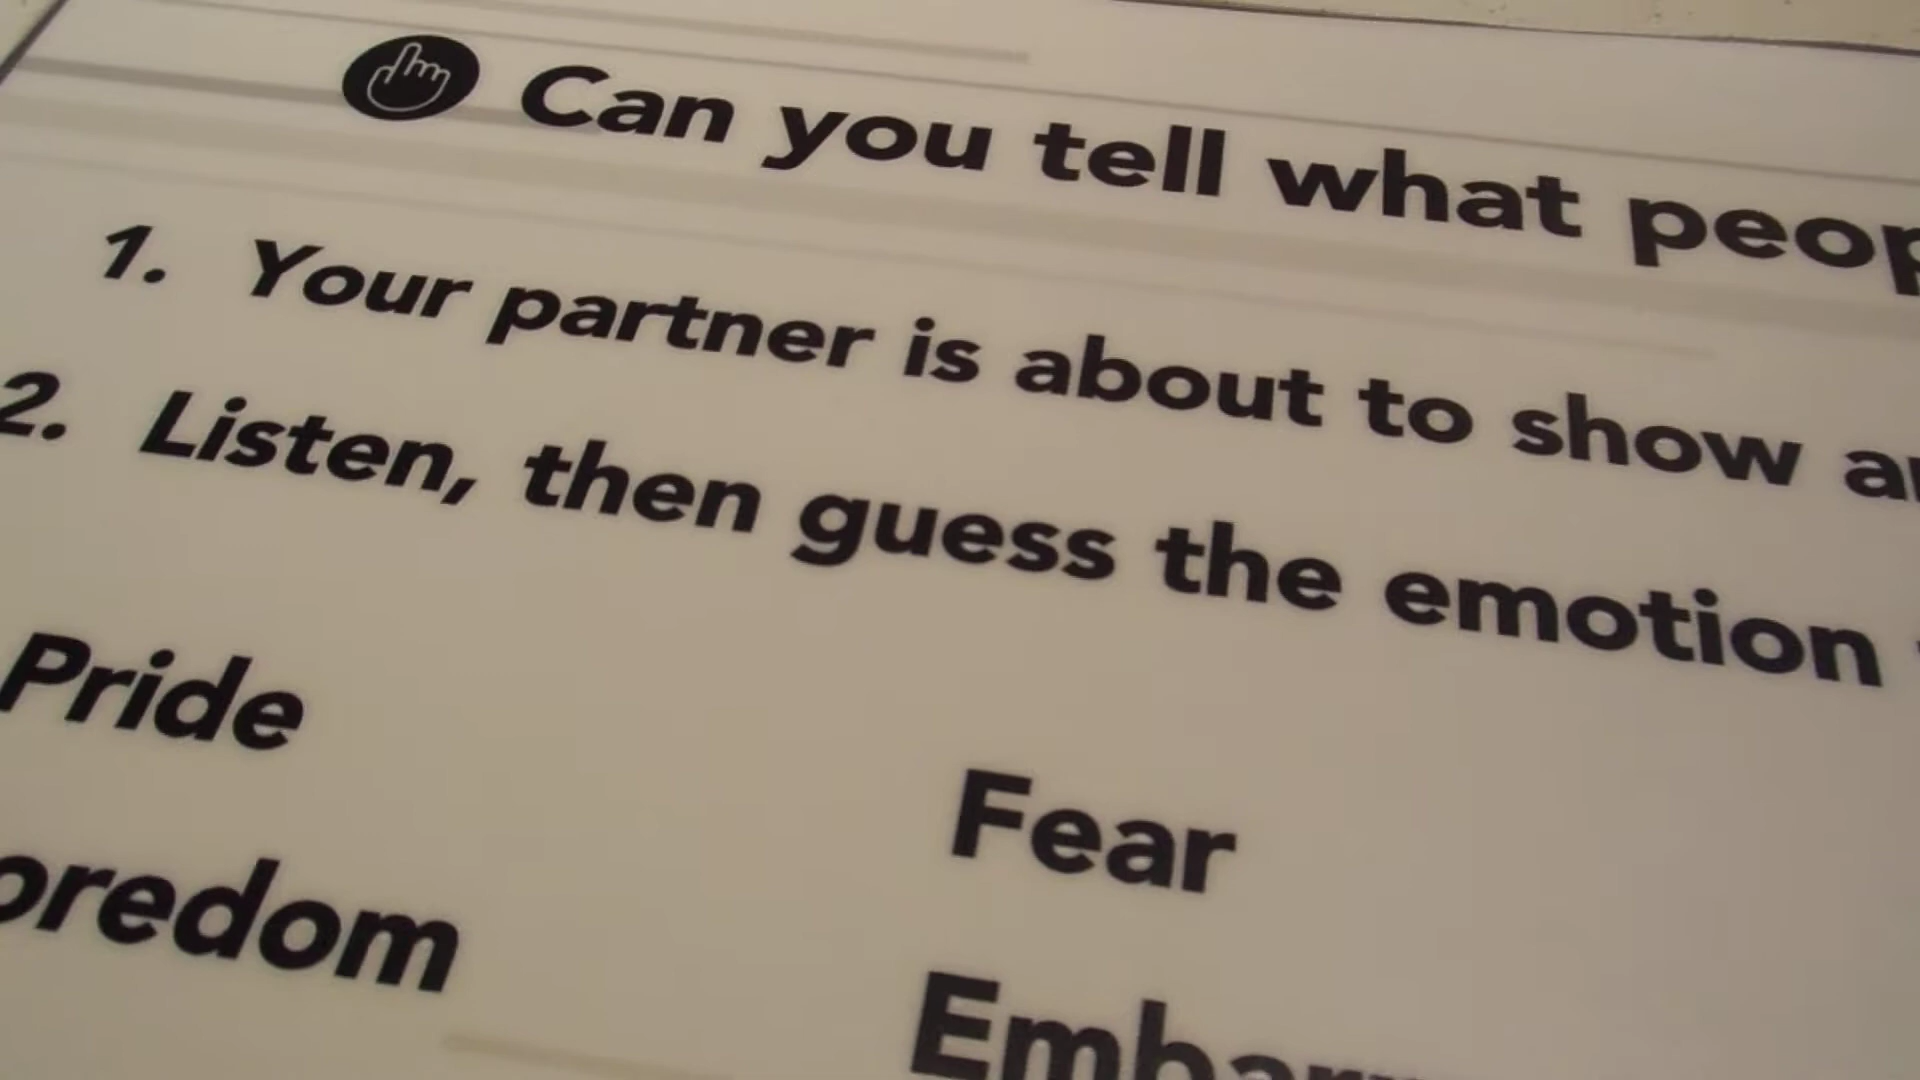 Can you tell what
1. Your partner is about to show
2. Listen, then guess the emotion
Pride
Fear